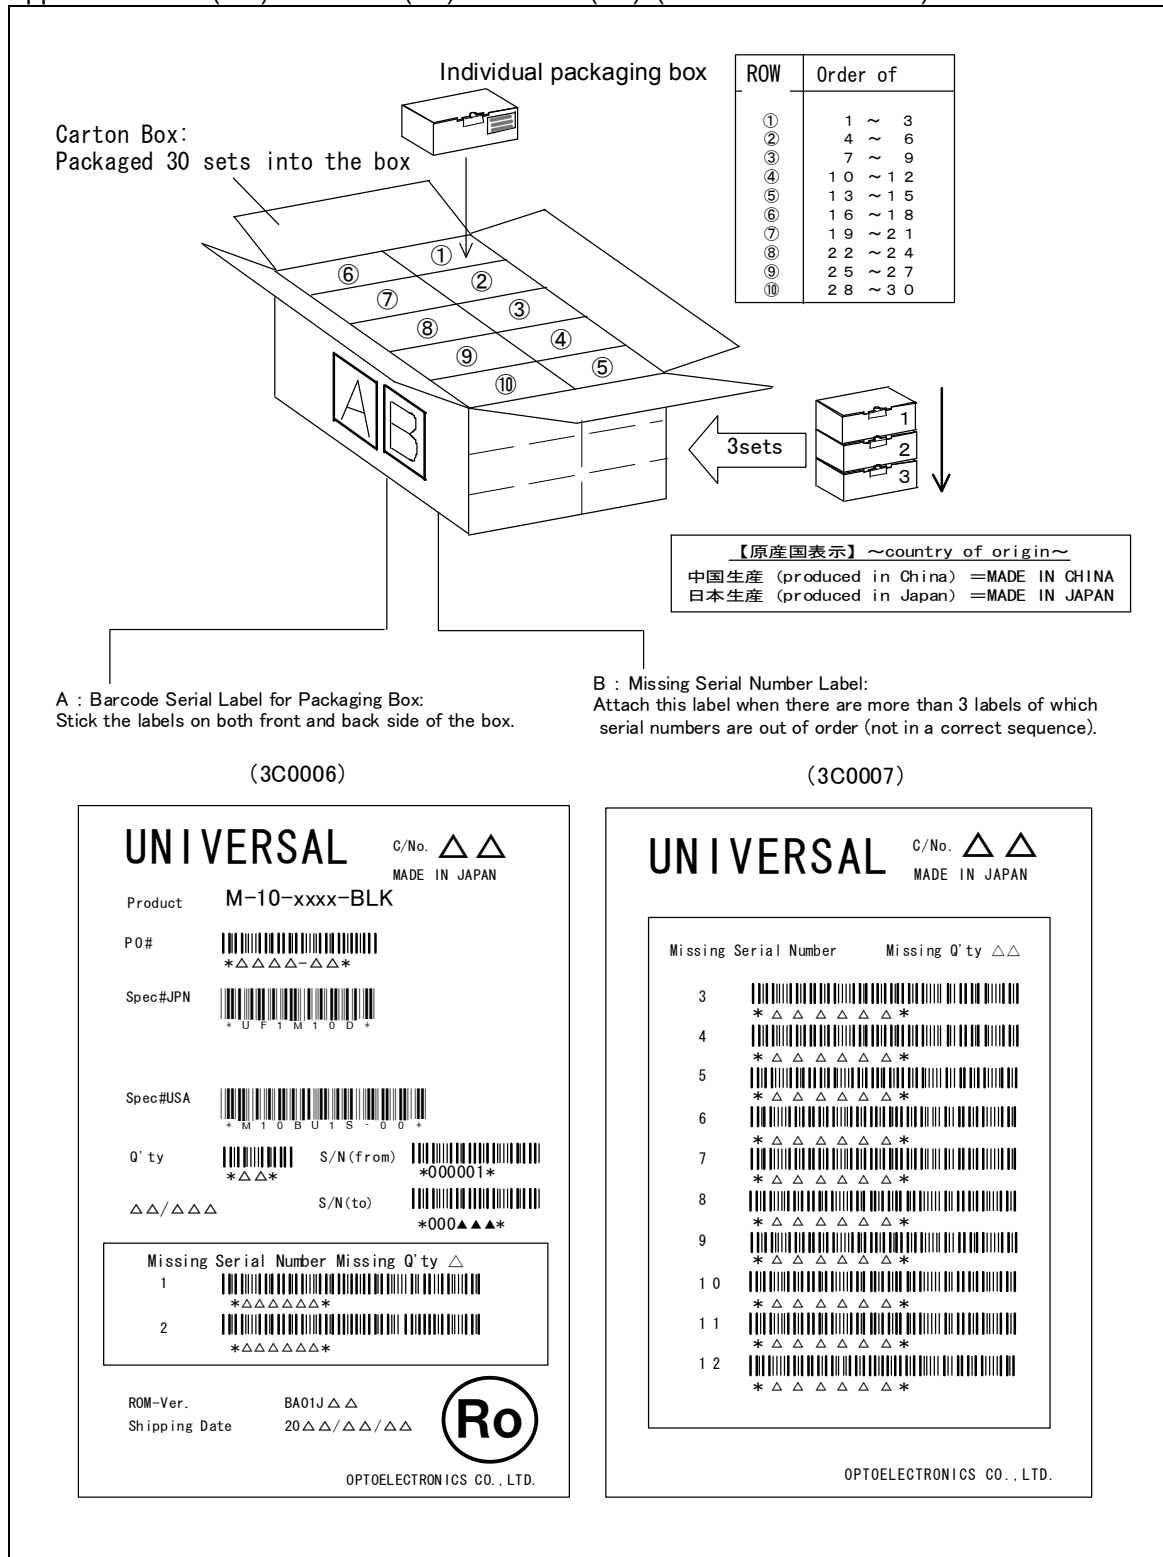 Individual packaging box
Carton Box:
Packaged 30 sets into the box
ROW Order of
① 1 ～ 3
② 4 ～ 6
③ 7 ～ 9
④ 10 ～12
⑤ 13 ～15
⑥ 16 ～18
⑦ 19 ～21
⑧ 22 ～24
⑨ 25 ～27
⑩ 28 ～30
①
⑥
②
⑦
③
⑧
④
⑨
⑤
⑩
A B
3sets
1
2
3
【原産国表示】～country of origin～
中国生産 (produced in China) =MADE IN CHINA
日本生産 (produced in Japan) =MADE IN JAPAN
A : Barcode Serial Label for Packaging Box:
Stick the labels on both front and back side of the box.
B : Missing Serial Number Label:
Attach this label when there are more than 3 labels of which
serial numbers are out of order (not in a correct sequence).
(3C0006)
UNIVERSAL C/No. △ △
MADE IN JAPAN
Product M-10-xxxx-BLK
PO#
*△△△△-△△*
Spec#JPN
*UF1M10D*
Spec#USA
*M10BU1S-00*
Q'ty S/N(from)
*△△* *000001*
△△/△△△ S/N(to)
*000▲▲▲*
Missing Serial Number Missing Q'ty △
1
*△△△△△△*
2
*△△△△△△*
ROM-Ver. BA01J△△
Shipping Date 20△△/△△/△△
Ro
OPTOELECTRONICS CO.,LTD.
(3C0007)
UNIVERSAL C/No. △ △
MADE IN JAPAN
Missing Serial Number Missing Q'ty △△
3
*△△△△△△*
4
*△△△△△△*
5
*△△△△△△*
6
*△△△△△△*
7
*△△△△△△*
8
*△△△△△△*
9
*△△△△△△*
10
*△△△△△△*
11
*△△△△△△*
12
*△△△△△△*
OPTOELECTRONICS CO.,LTD.